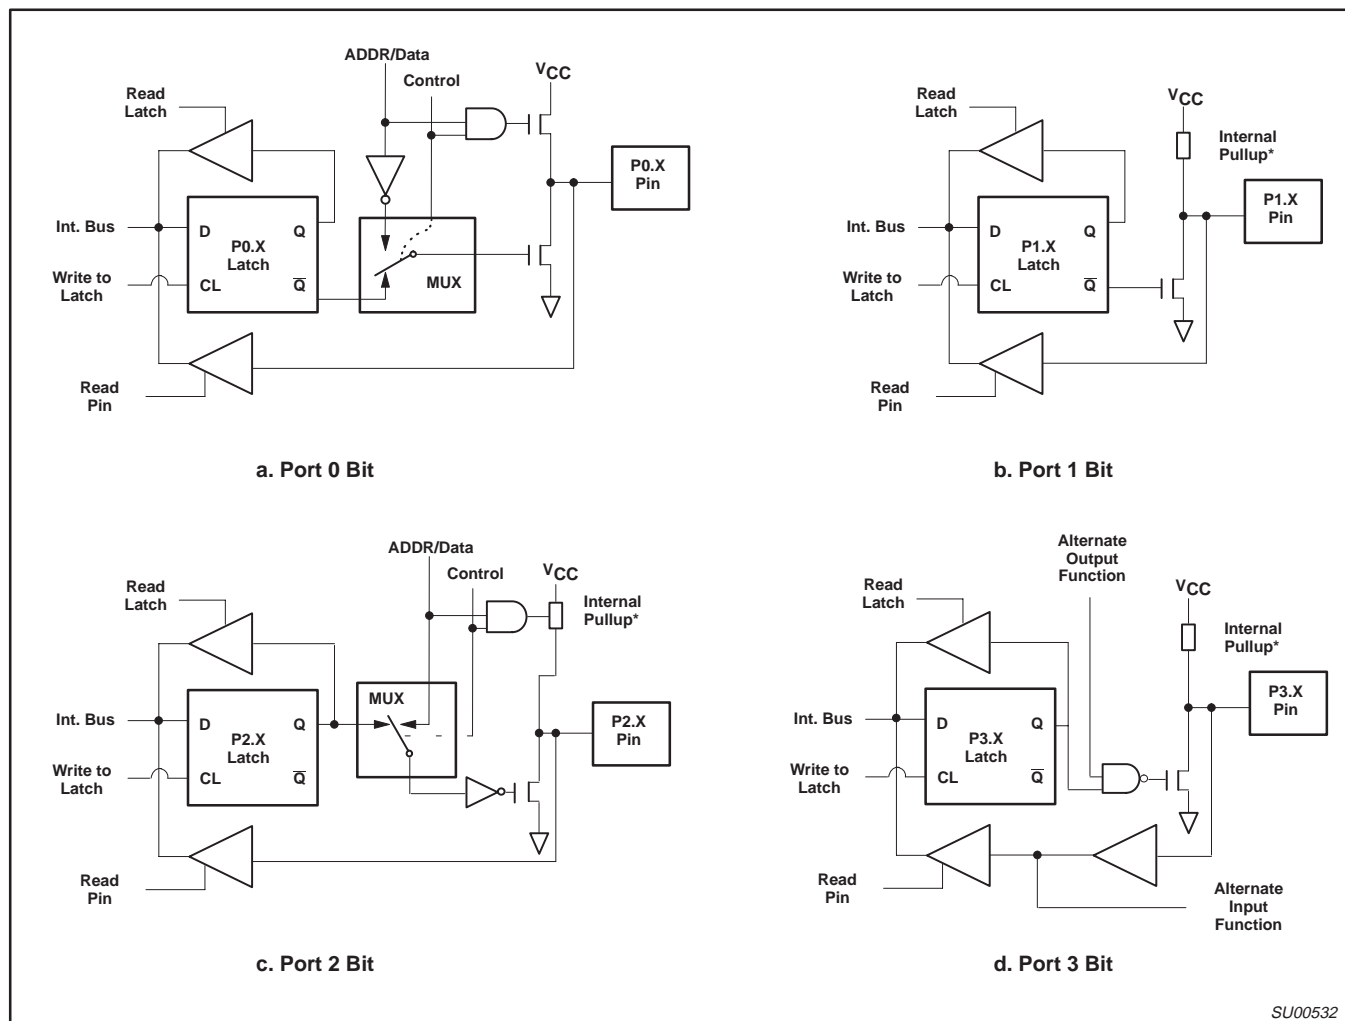 ADDR/Data
Control
VCC
Read
Latch
P0.X
Pin
Int. Bus
D
Q
P0.X
Latch
Write to
Latch
CL
Q
MUX
Read
Pin
a. Port 0 Bit
Read
Latch
VCC
Internal
Pullup*
P1.X
Pin
Int. Bus
D
Q
P1.X
Latch
Write to
Latch
CL
Q
Read
Pin
b. Port 1 Bit
ADDR/Data
Control
VCC
Read
Latch
Internal
Pullup*
MUX
P2.X
Pin
Int. Bus
D
Q
P2.X
Latch
Write to
Latch
CL
Q
Read
Pin
c. Port 2 Bit
Alternate
Output
Function
Read
Latch
VCC
Internal
Pullup*
P3.X
Pin
Int. Bus
D
Q
P3.X
Latch
Write to
Latch
CL
Q
Read
Pin
Alternate
Input
Function
d. Port 3 Bit
SU00532